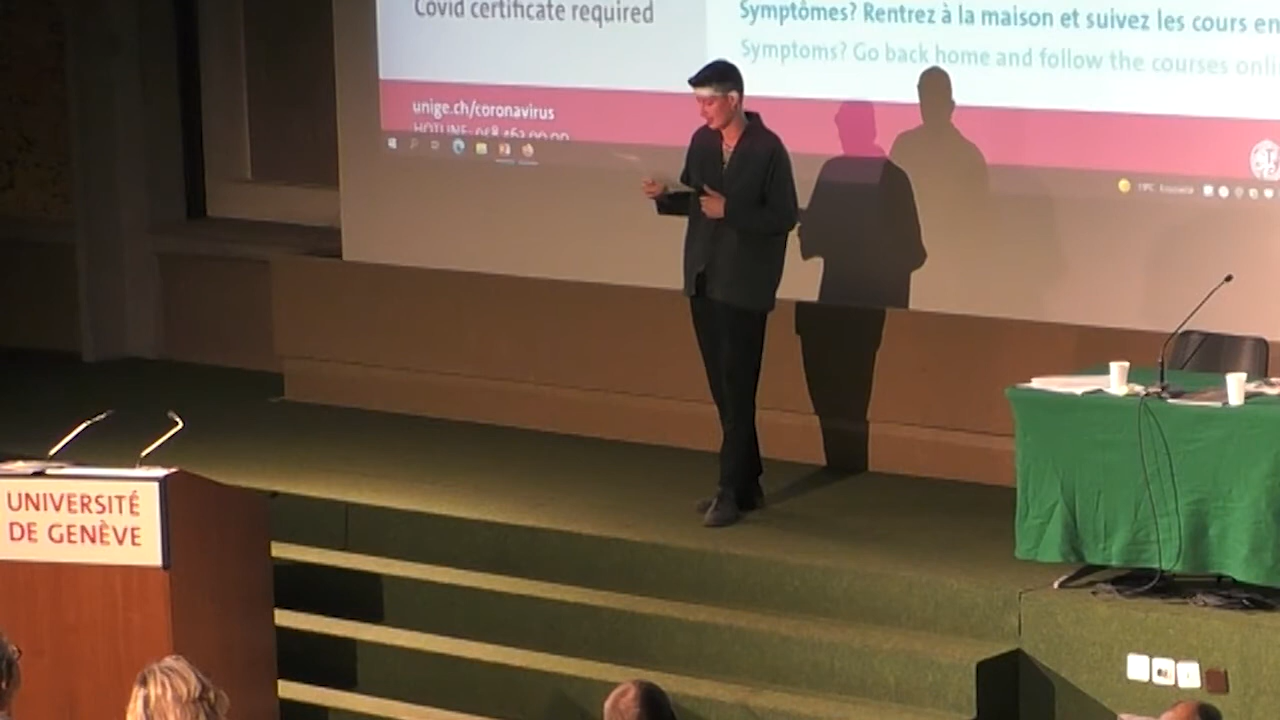 Covid certificate required
Symptômes? Rentrez à la maison et suivez les cours en
Symptoms? Go back home and follow the courses onli
unige.ch/coronavirus
HOTLINE:
UNIVERSITÉ
DE GENÈVE